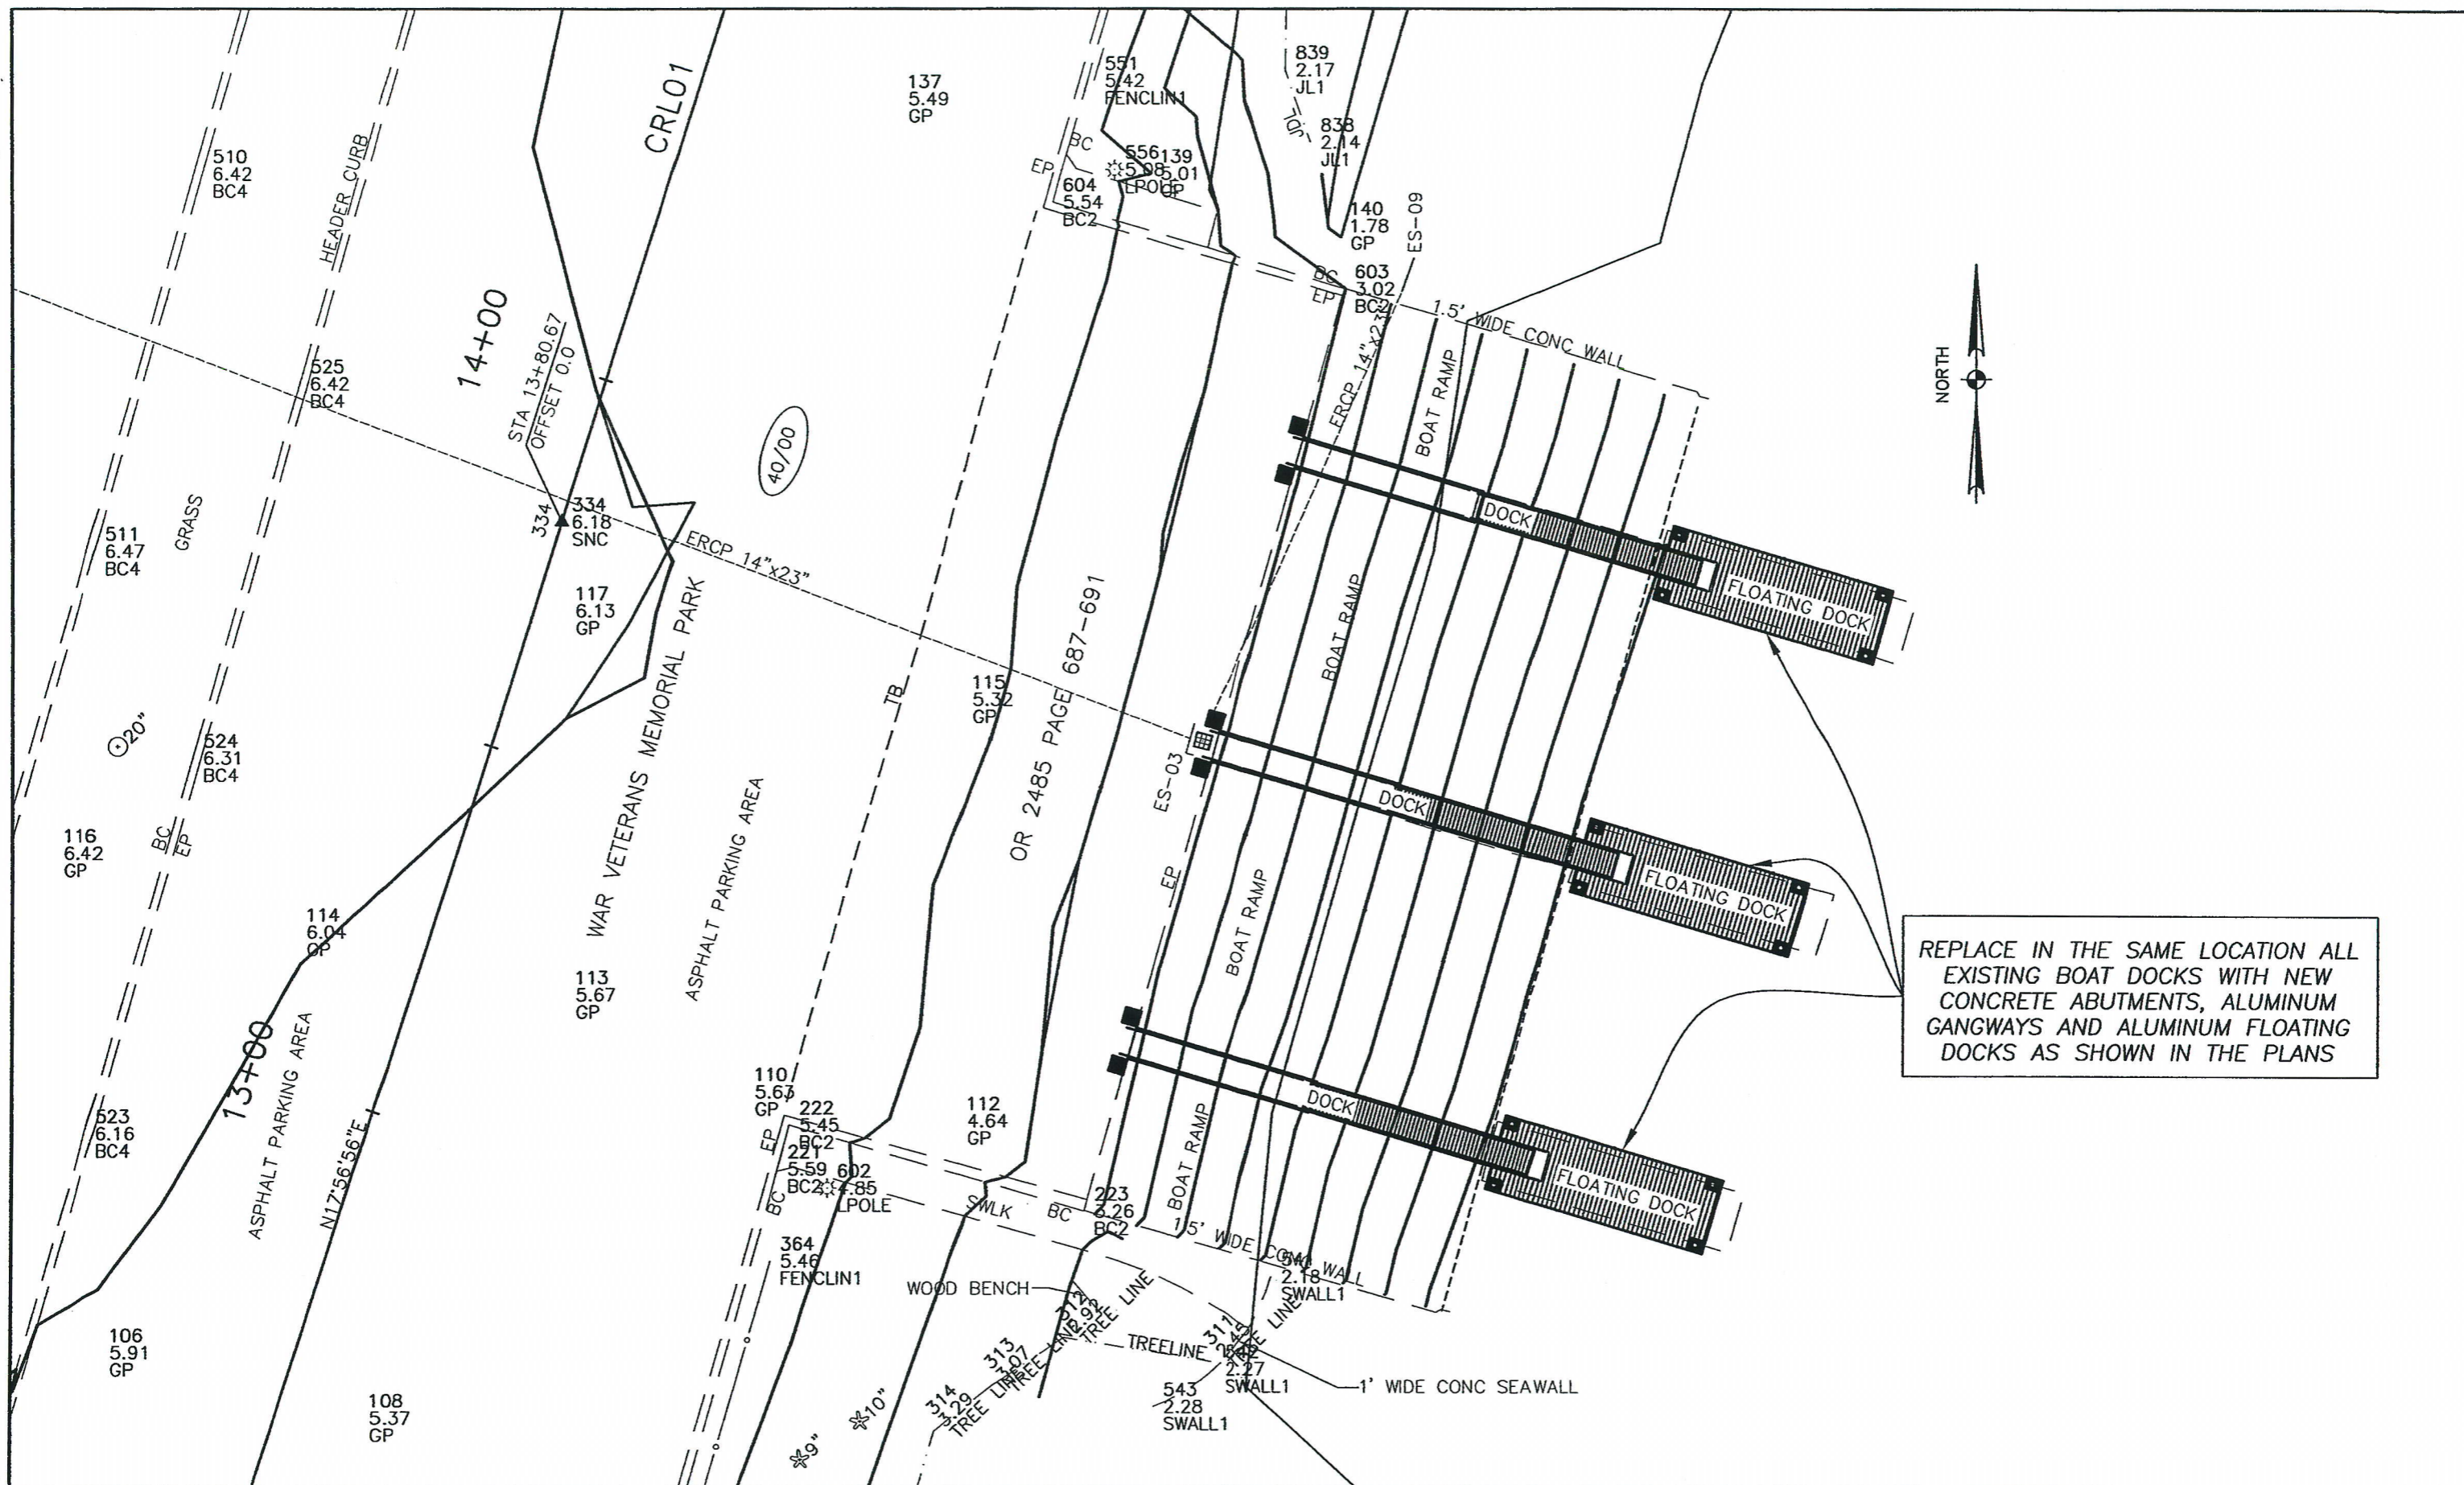 839
2.17
JL1
551
5.42
FENCLIN1
137
5.49
GP
CRL01
JDL
838
2.14
JL1
510
6.42
BC4
HEADER CURB
BC
EP
556
5.08
LPOLE
139
5.01
GP
604
5.54
BC2
140
1.78
GP
ES-09
BC
EP
603
3.02
BC2
1.5' WIDE CONC WALL
14+00
STA 13+80.67
OFFSET 0.0
525
6.42
BC4
40/00
ERCP 14"x23"
BOAT RAMP
NORTH
GRASS
511
6.47
BC4
334
334
6.18
SNC
ERCP 14"x23"
DOCK
FLOATING DOCK
117
6.13
GP
WAR VETERANS MEMORIAL PARK
TB
115
5.32
GP
OR 2485 PAGE 687-691
BOAT RAMP
20"
524
6.31
BC4
ES-03
DOCK
FLOATING DOCK
ASPHALT PARKING AREA
116
6.42
GP
BC
EP
EP
BOAT RAMP
114
6.04
GP
113
5.67
GP
REPLACE IN THE SAME LOCATION ALL
EXISTING BOAT DOCKS WITH NEW
CONCRETE ABUTMENTS, ALUMINUM
GANGWAYS AND ALUMINUM FLOATING
DOCKS AS SHOWN IN THE PLANS
13+00
ASPHALT PARKING AREA
N17°56'56"E
523
6.16
BC4
110
5.63
GP
EP
222
5.45
BC2
221
5.59
BC2
BC
602
4.85
LPOLE
112
4.64
GP
DOCK
FLOATING DOCK
BOAT RAMP
SWLK
BC
223
3.26
BC2
1.5' WIDE CONC WALL
364
5.46
FENCLIN1
WOOD BENCH
2.18
SWALL1
312
2.92
TREE LINE
TREELINE
311
2.45
TREE LINE
2.27
SWALL1
313
3.07
TREE LINE
314
3.29
TREE LINE
543
2.28
SWALL1
1' WIDE CONC SEAWALL
106
5.91
GP
108
5.37
GP
10"
9"